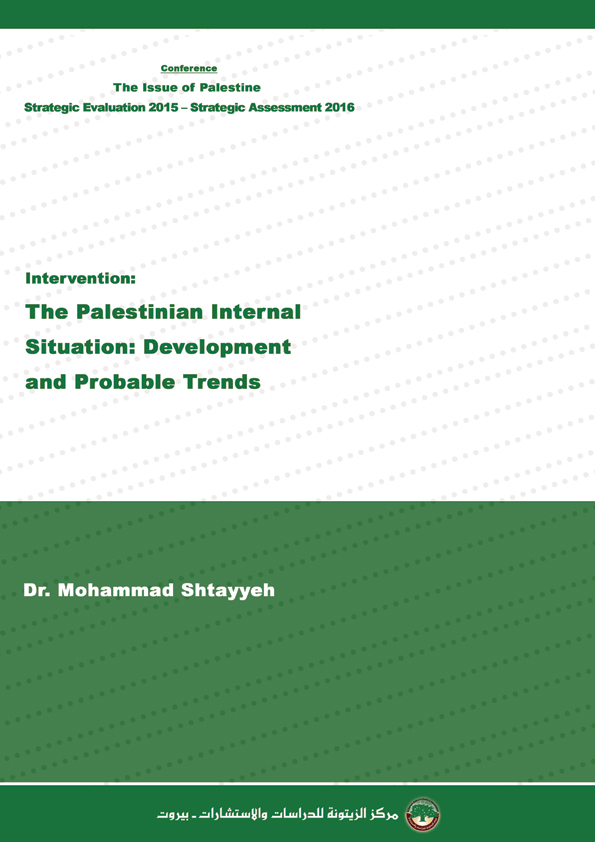 Conference
The Issue of Palestine
Strategic Evaluation 2015 – Strategic Assessment 2016
Intervention:
The Palestinian Internal
Situation: Development
and Probable Trends
Dr. Mohammad Shtayyeh
مركز الزيتونة للدراسات والاستشارات - بيروت